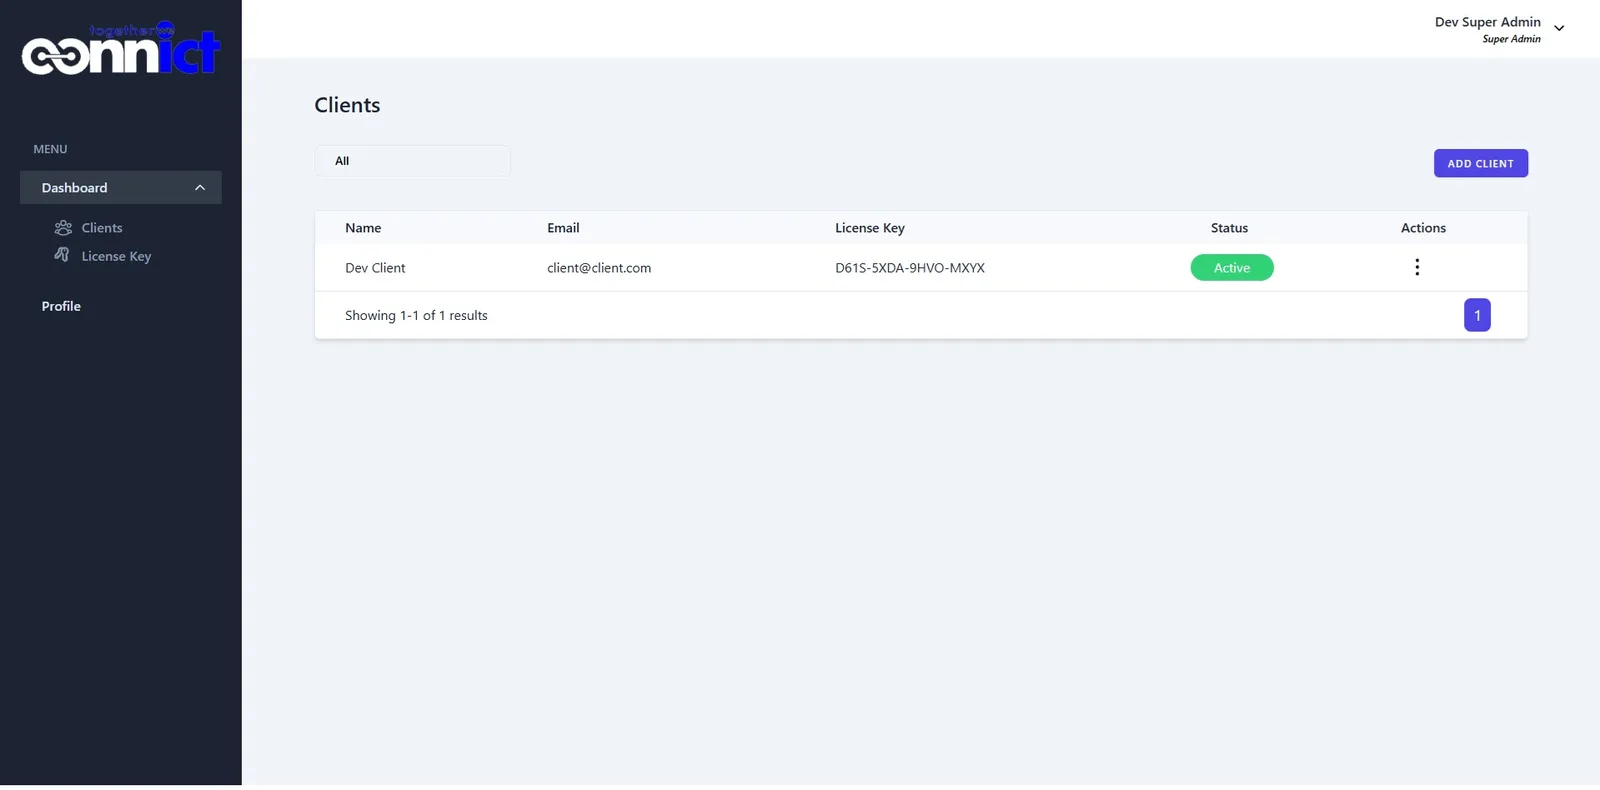 togetherwe
connict
Dev Super Admin
Super Admin
Clients
MENU
All
ADD CLIENT
Dashboard
Name Email License Key Status Actions
Clients
Dev Client client@client.com D61S-5XDA-9HVO-MXYX Active
License Key
Profile
Showing 1-1 of 1 results 1